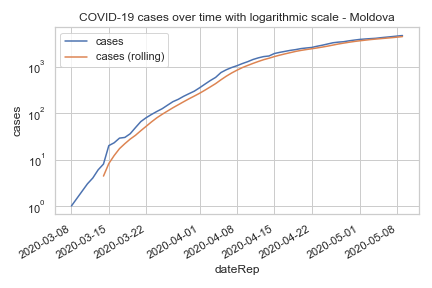 COVID-19 cases over time with logarithmic scale - Moldova
cases
cases (rolling)
10³
10²
10¹
10⁰
cases
2020-03-08
2020-03-15
2020-03-22
2020-04-01
2020-04-08
2020-04-15
2020-04-22
2020-05-01
2020-05-08
dateRep